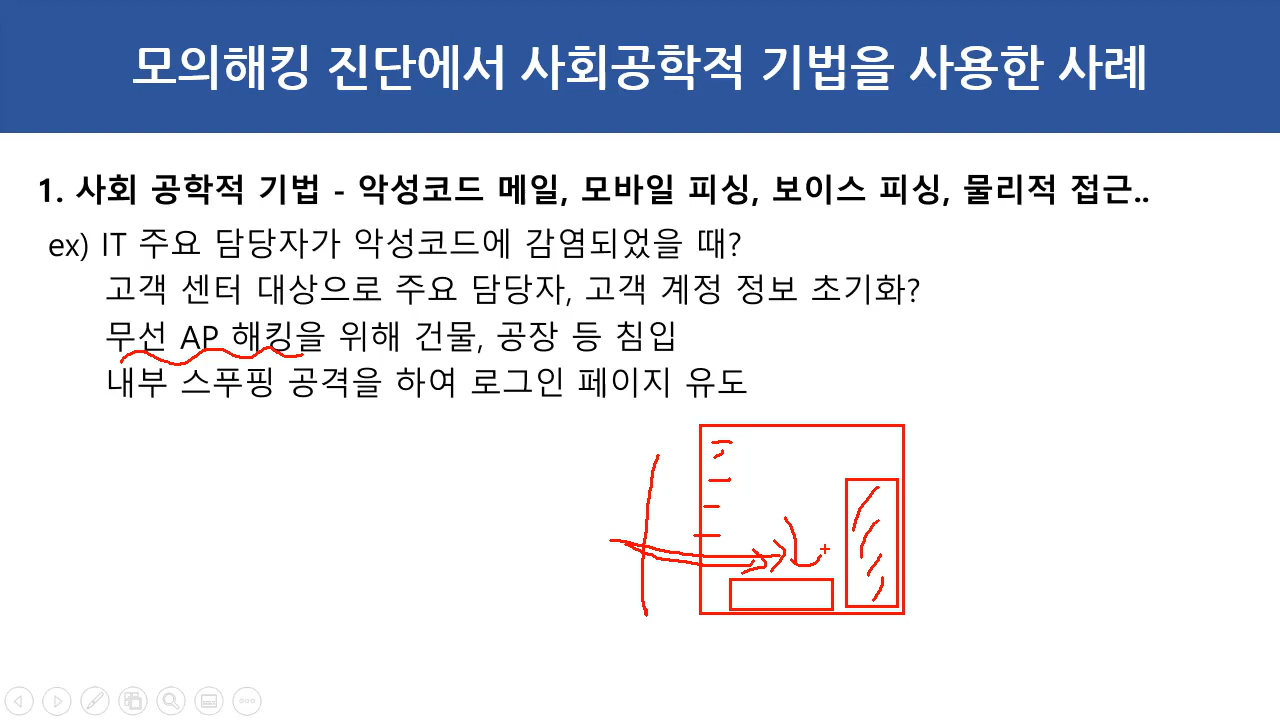 모의해킹 진단에서 사회공학적 기법을 사용한 사례
1. 사회 공학적 기법 - 악성코드 메일, 모바일 피싱, 보이스 피싱, 물리적 접근..
ex) IT 주요 담당자가 악성코드에 감염되었을 때?
고객 센터 대상으로 주요 담당자, 고객 계정 정보 초기화?
무선 AP 해킹을 위해 건물, 공장 등 침입
내부 스푸핑 공격을 하여 로그인 페이지 유도